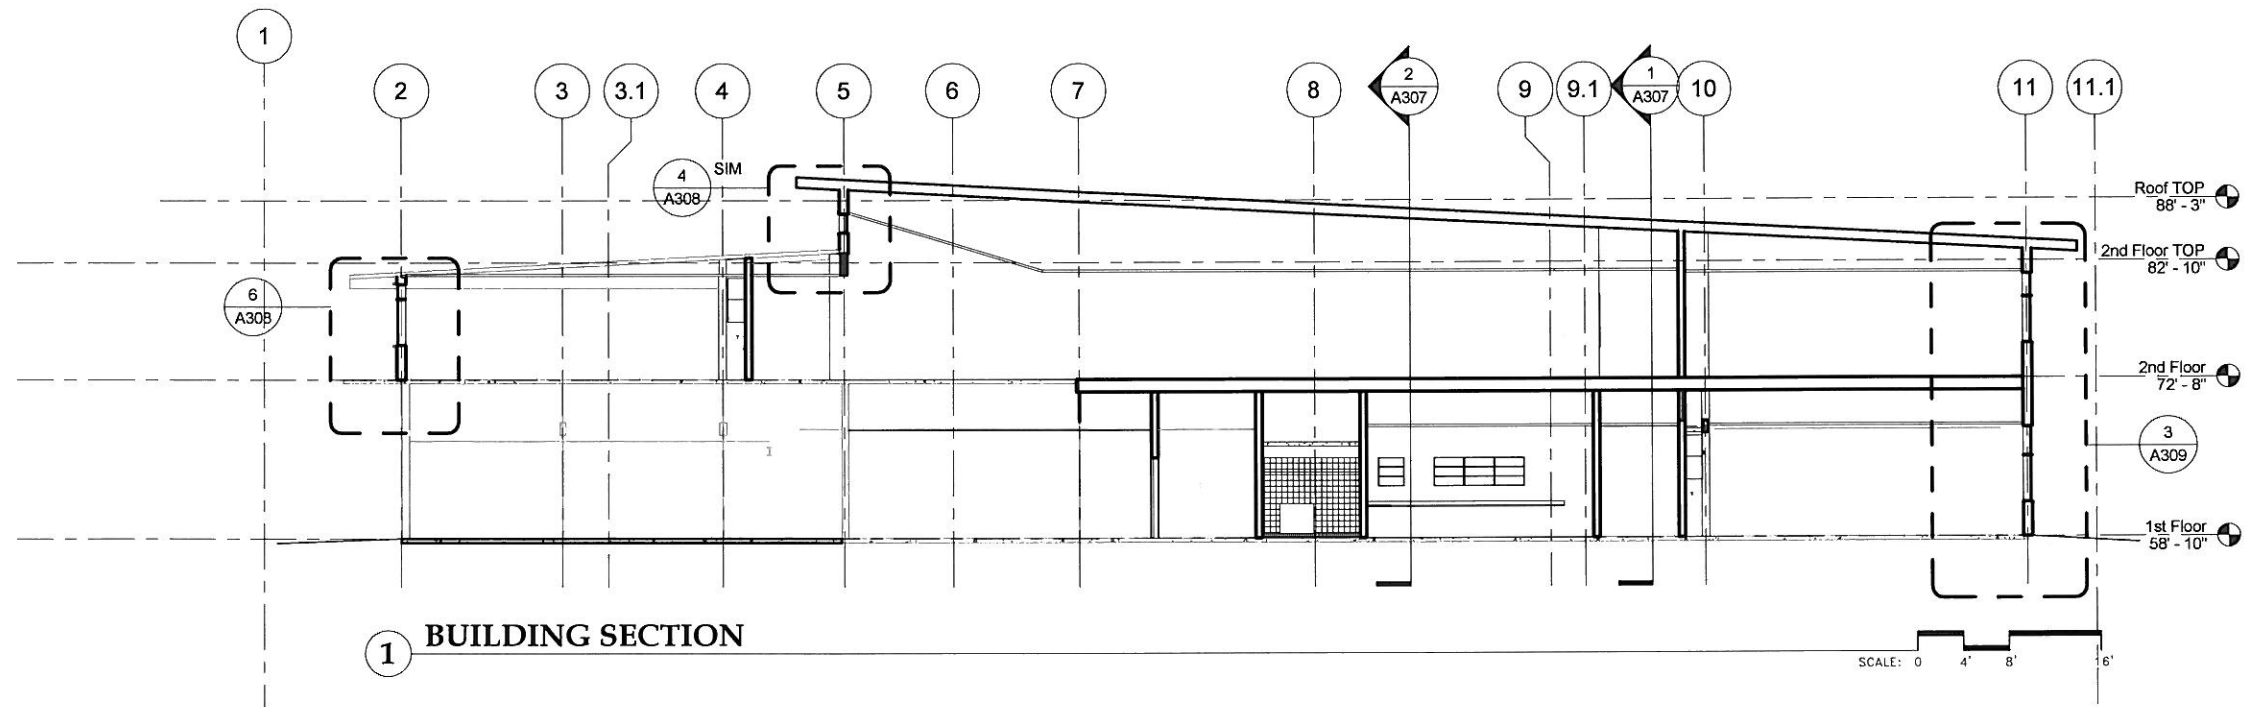 1
2
3
3.1
4
5
6
7
8
2
A307
9
9.1
1
A307
10
11
11.1
4
A308
SIM
Roof TOP
88' - 3"
2nd Floor TOP
82' - 10"
6
A308
2nd Floor
72' - 8"
3
A309
1st Floor
58' - 10"
1
BUILDING SECTION
SCALE: 0 4' 8' 6'